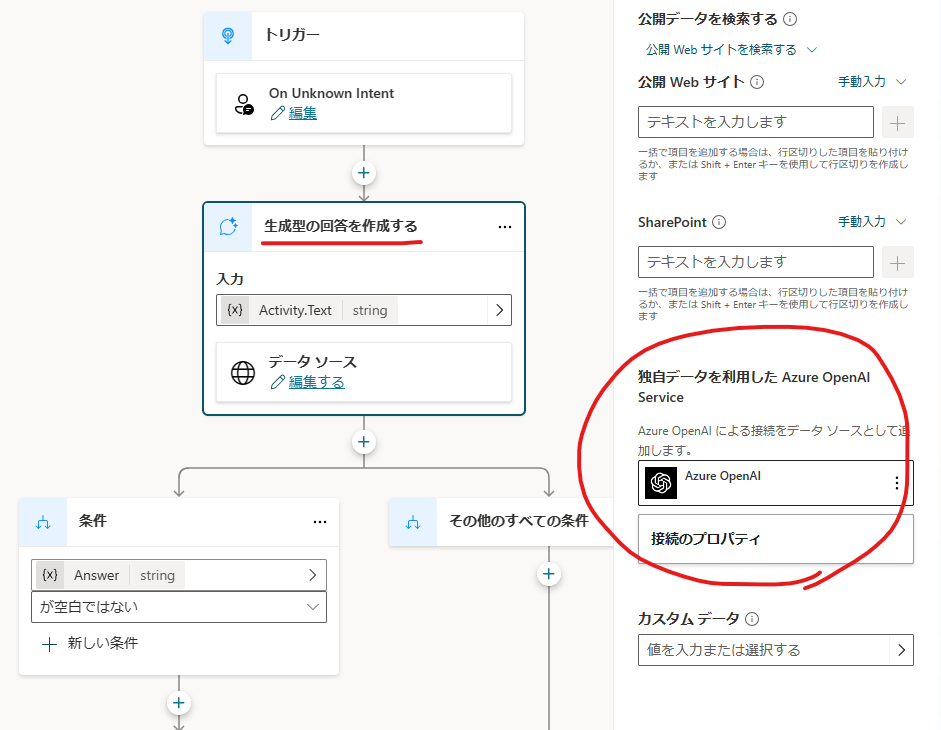 トリガー
On Unknown Intent
編集
生成型の回答を作成する
入力
{x} Activity.Text string
データ ソース
編集する
条件
{x} Answer string
が空白ではない
新しい条件
その他のすべての条件
公開データを検索する
公開 Web サイトを検索する
公開 Web サイト 手動入力
テキストを入力します
一括で項目を追加する場合は、行区切りした項目を貼り付け
るか、または Shift + Enter キーを使用して行区切りを作成し
ます
SharePoint 手動入力
テキストを入力します
一括で項目を追加する場合は、行区切りした項目を貼り付け
るか、または Shift + Enter キーを使用して行区切りを作成し
ます
独自データを利用した Azure OpenAI
Service
Azure OpenAI による接続をデータ ソースとして追
加します。
Azure OpenAI
接続のプロパティ
カスタム データ
値を入力または選択する